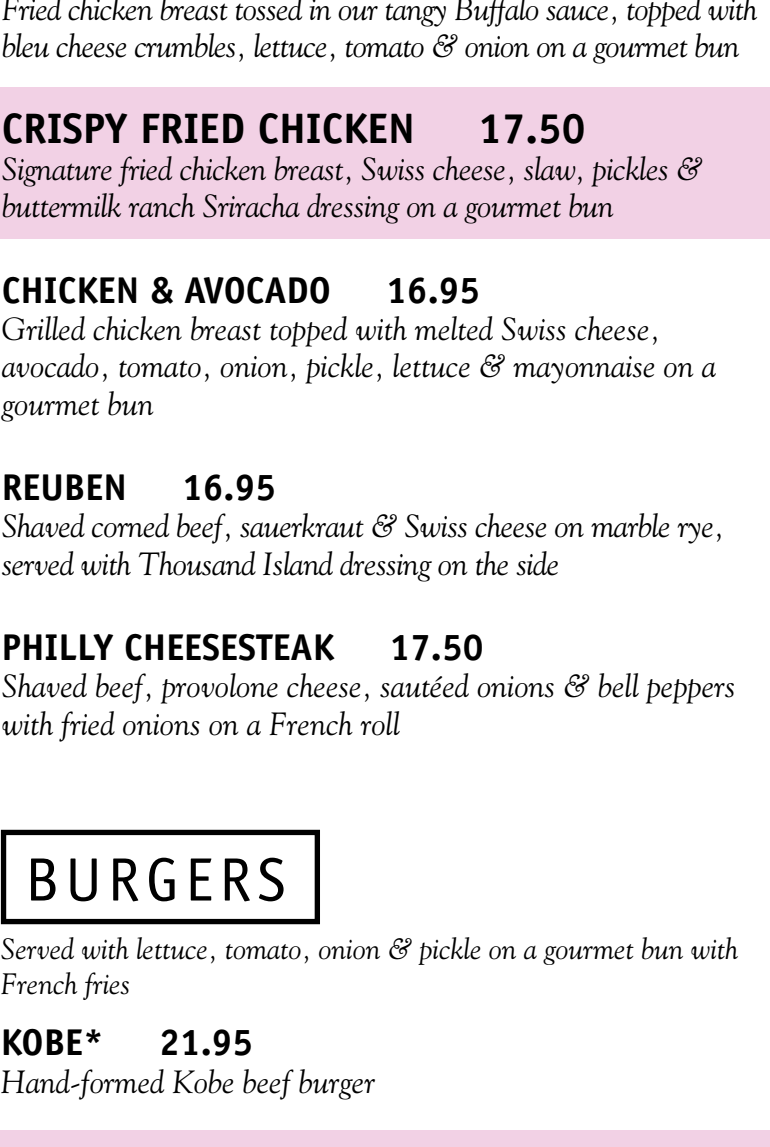 Fried chicken breast tossed in our tangy Buffalo sauce, topped with
bleu cheese crumbles, lettuce, tomato & onion on a gourmet bun
CRISPY FRIED CHICKEN 17.50
Signature fried chicken breast, Swiss cheese, slaw, pickles &
buttermilk ranch Sriracha dressing on a gourmet bun
CHICKEN & AVOCADO 16.95
Grilled chicken breast topped with melted Swiss cheese,
avocado, tomato, onion, pickle, lettuce & mayonnaise on a
gourmet bun
REUBEN 16.95
Shaved corned beef, sauerkraut & Swiss cheese on marble rye,
served with Thousand Island dressing on the side
PHILLY CHEESESTEAK 17.50
Shaved beef, provolone cheese, sautéed onions & bell peppers
with fried onions on a French roll
BURGERS
Served with lettuce, tomato, onion & pickle on a gourmet bun with
French fries
KOBE* 21.95
Hand-formed Kobe beef burger